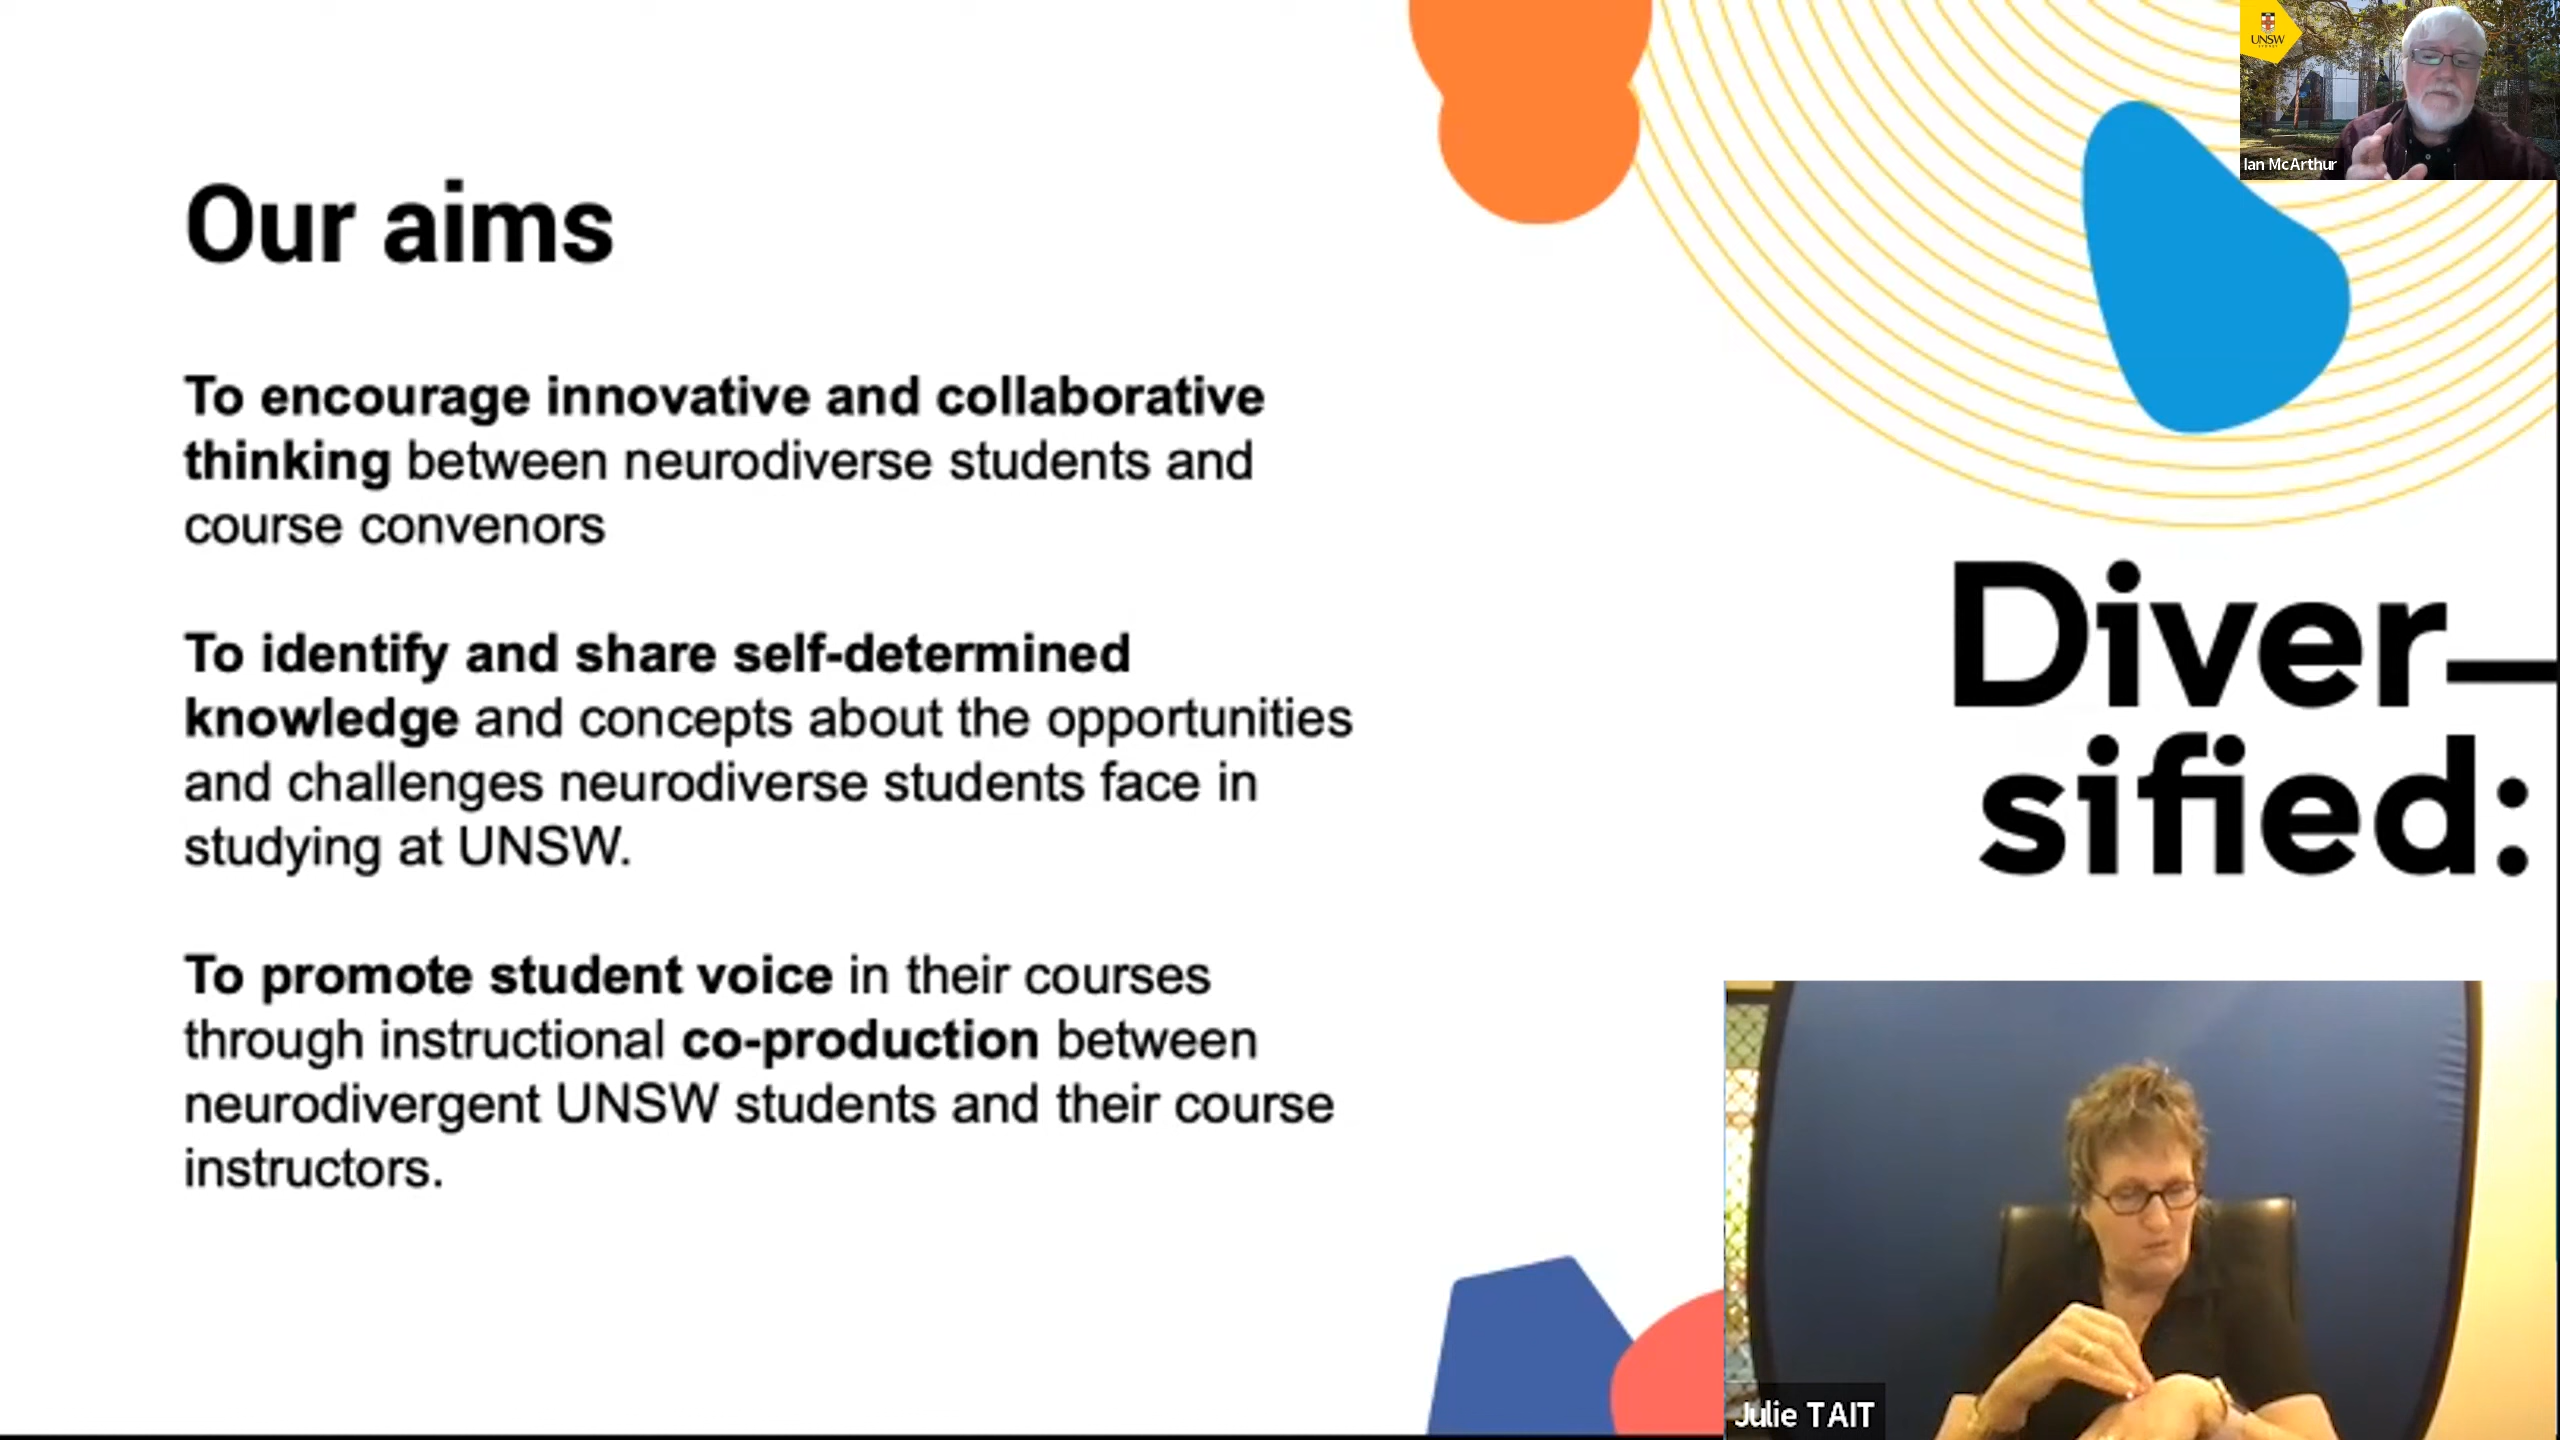 Our aims
To encourage innovative and collaborative
thinking between neurodiverse students and
course convenors
To identify and share self-determined
knowledge and concepts about the opportunities
and challenges neurodiverse students face in
studying at UNSW.
To promote student voice in their courses
through instructional co-production between
neurodivergent UNSW students and their course
instructors.
Diver—
sified:
UNSW
SYDNEY
Ian McArthur
Julie TAIT